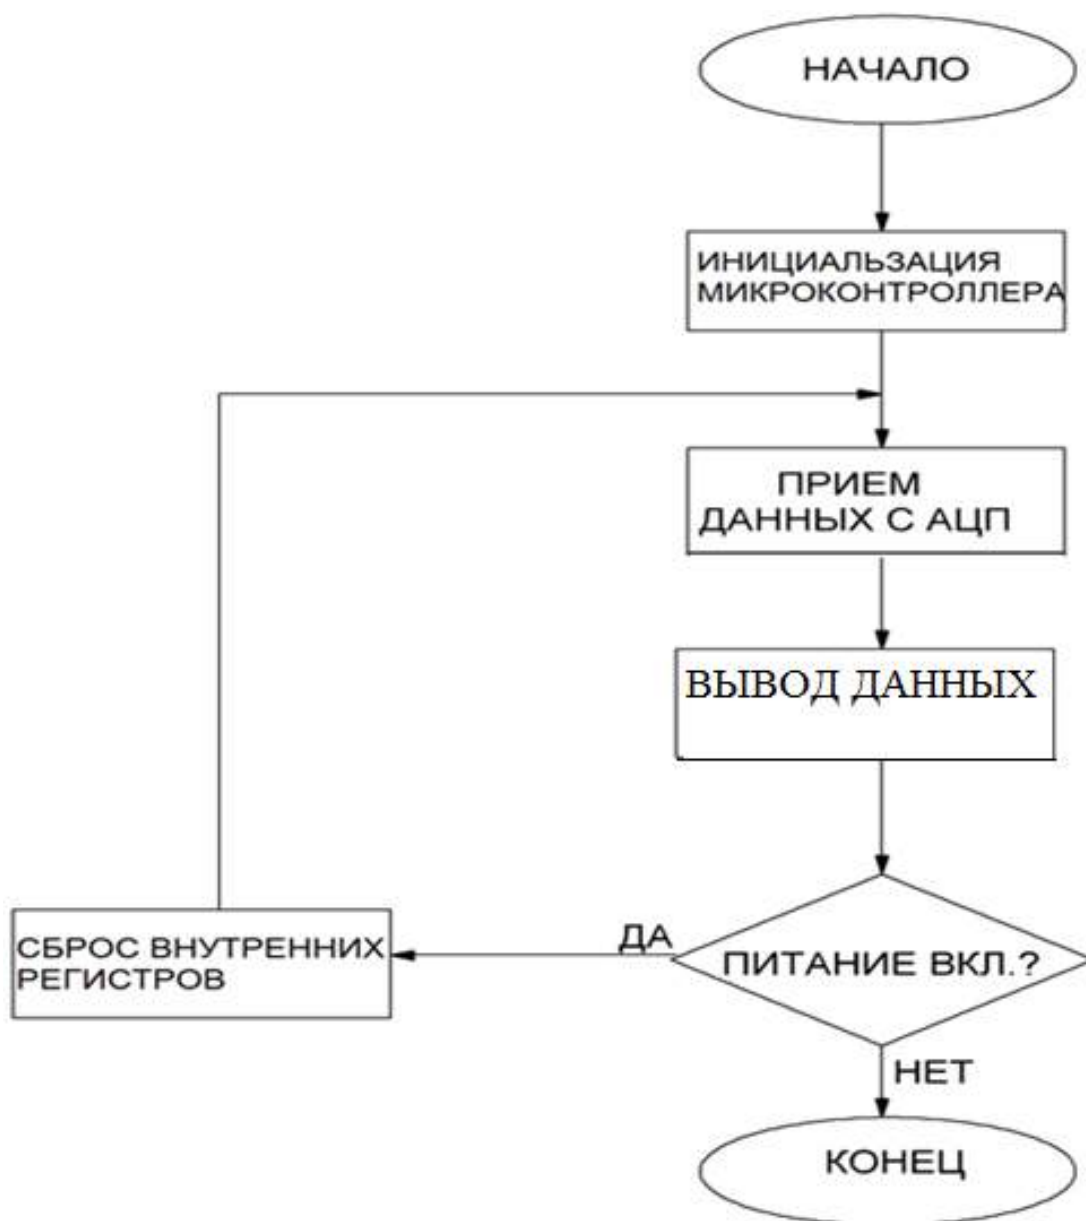 НАЧАЛО
ИНИЦИАЛЬЗАЦИЯ
МИКРОКОНТРОЛЛЕРА
ПРИЕМ
ДАННЫХ С АЦП
ВЫВОД ДАННЫХ
ПИТАНИЕ ВКЛ.?
ДА
СБРОС ВНУТРЕННИХ
РЕГИСТРОВ
НЕТ
КОНЕЦ